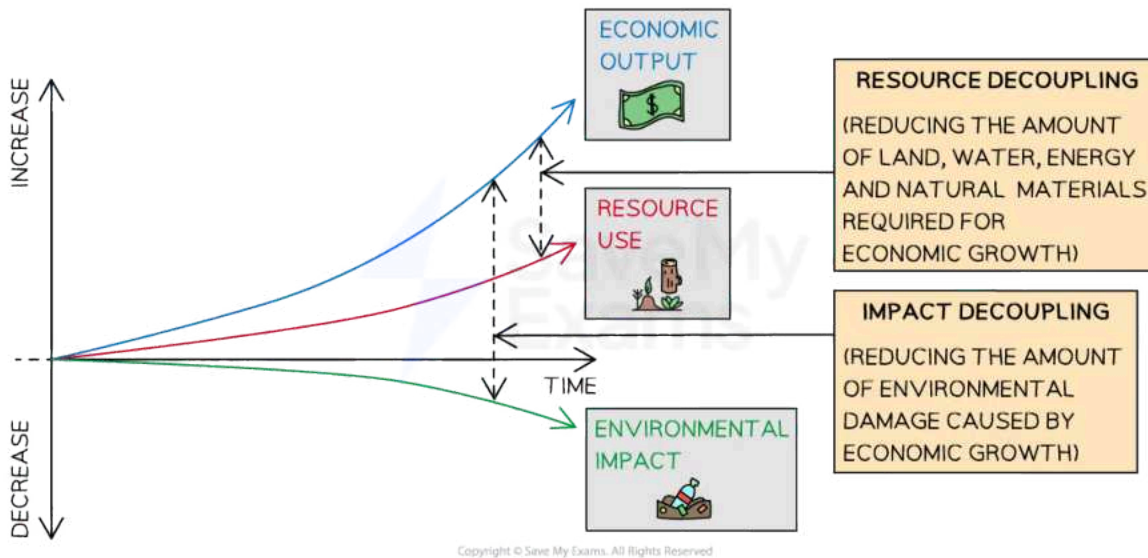 ECONOMIC
OUTPUT
$
INCREASE
RESOURCE DECOUPLING
(REDUCING THE AMOUNT
OF LAND, WATER, ENERGY
AND NATURAL MATERIALS
REQUIRED FOR
ECONOMIC GROWTH)
RESOURCE
USE
SaveMy
Exams
IMPACT DECOUPLING
(REDUCING THE AMOUNT
OF ENVIRONMENTAL
DAMAGE CAUSED BY
ECONOMIC GROWTH)
TIME
DECREASE
ENVIRONMENTAL
IMPACT
Copyright © Save My Exams. All Rights Reserved